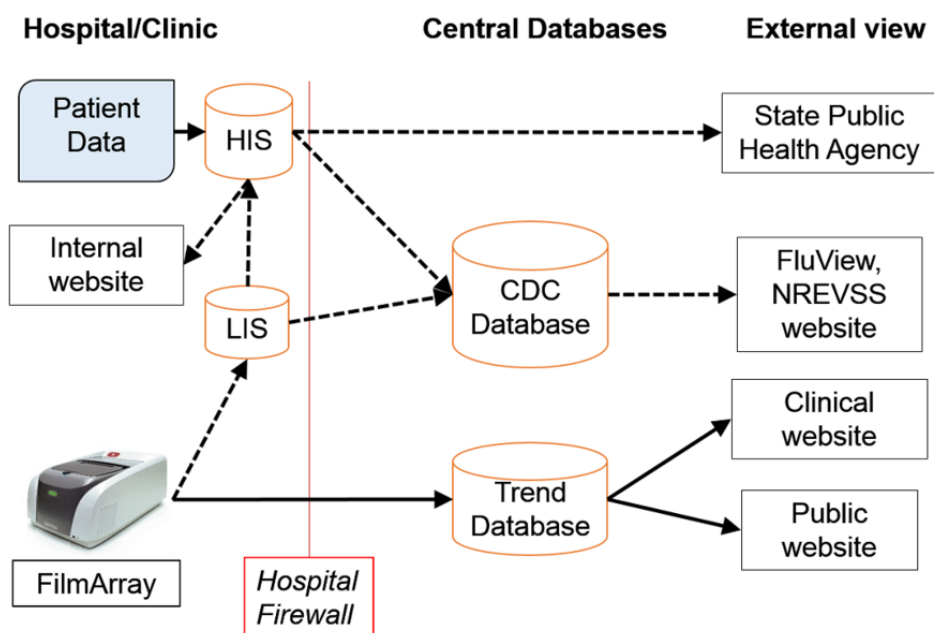 Hospital/Clinic
Central Databases
External view
Patient
Data
HIS
State Public
Health Agency
Internal
website
LIS
CDC
Database
FluView,
NREVSS
website
Clinical
website
Trend
Database
Public
website
FilmArray
Hospital
Firewall